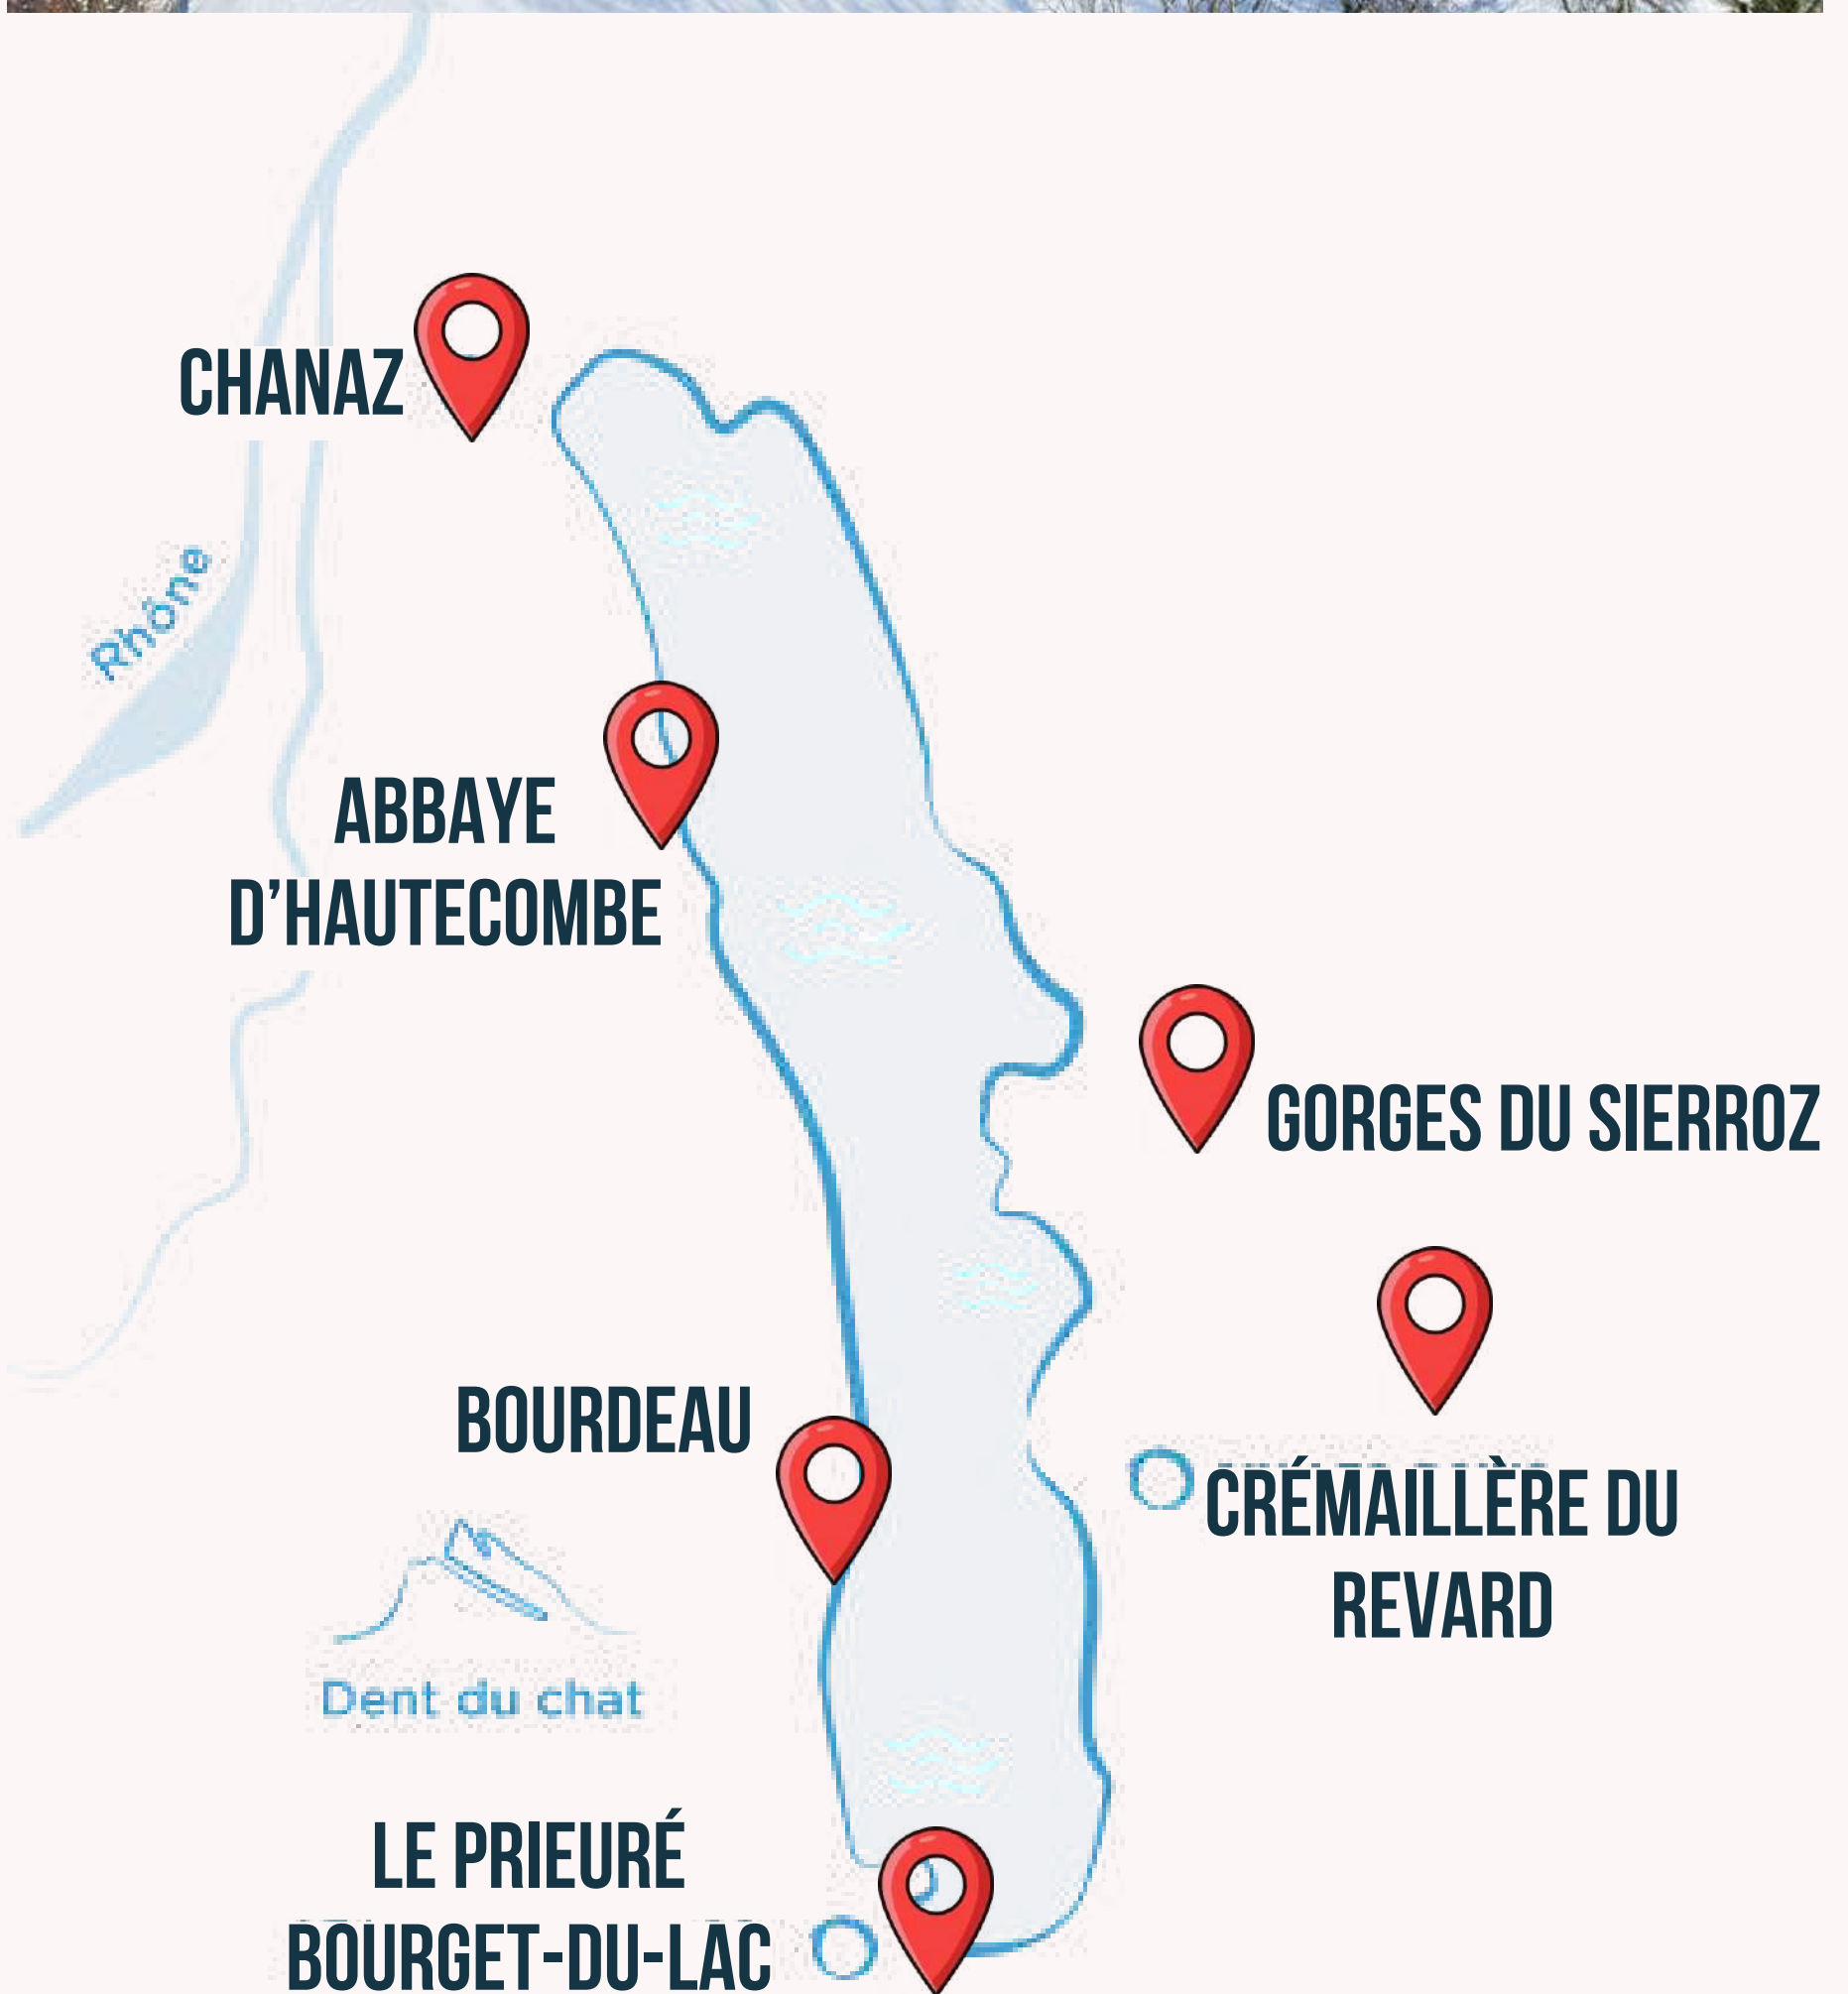 CHANAZ
Rhône
ABBAYE
D'HAUTECOMBE
GORGES DU SIERROZ
BOURDEAU
CRÉMAILLÈRE DU
REVARD
Dent du chat
LE PRIEURÉ
BOURGET-DU-LAC